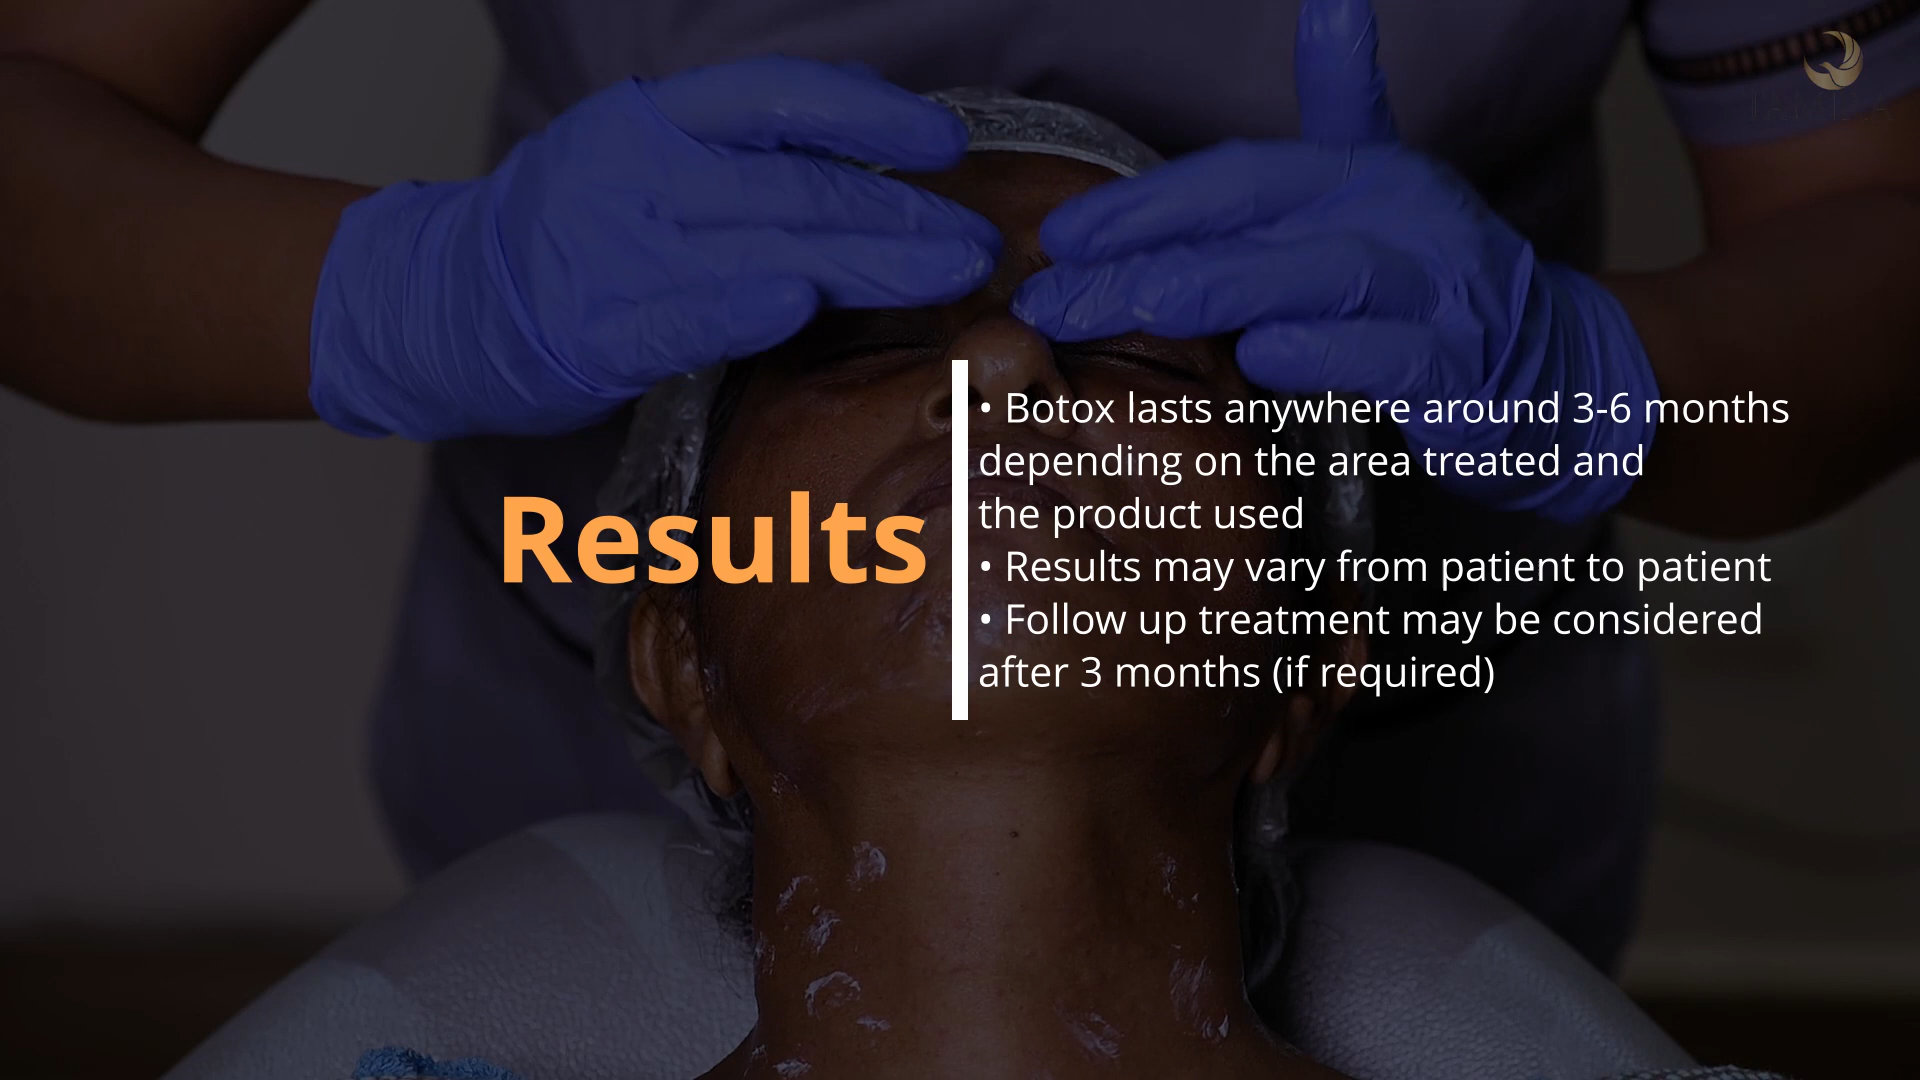 Results
• Botox lasts anywhere around 3-6 months
depending on the area treated and
the product used
• Results may vary from patient to patient
• Follow up treatment may be considered
after 3 months (if required)